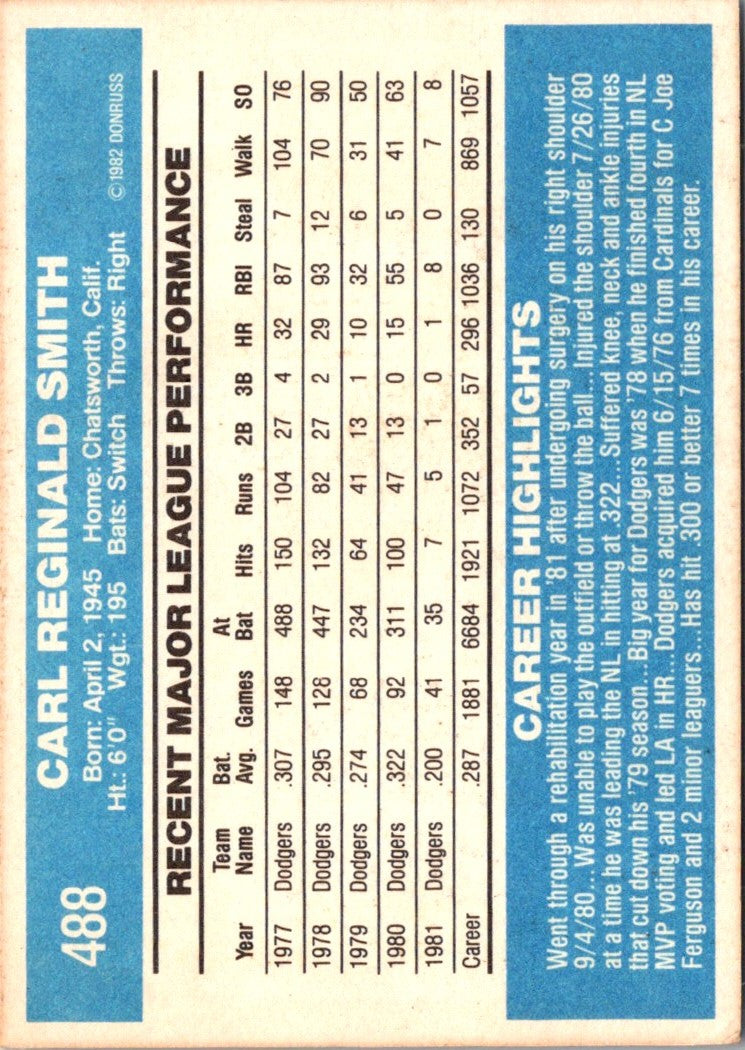 488
CARL REGINALD SMITH
Born: April 2, 1945 Home: Chatsworth, Calif.
Ht.: 6'0" Wgt.: 195 Bats: Switch Throws: Right ©1982 DONRUSS
RECENT MAJOR LEAGUE PERFORMANCE
Year Team Name Bat. Avg. Games At Bat Hits Runs 2B 3B HR RBI Steal Walk SO
1977 Dodgers .307 148 488 150 104 27 4 32 87 7 104 76
1978 Dodgers .295 128 447 132 82 27 2 29 93 12 70 90
1979 Dodgers .274 68 234 64 41 13 1 10 32 6 31 50
1980 Dodgers .322 92 311 100 47 13 0 15 55 5 41 63
1981 Dodgers .200 41 35 7 5 1 0 1 8 0 7 8
Career .287 1881 6684 1921 1072 352 57 296 1036 130 869 1057
CAREER HIGHLIGHTS
Went through a rehabilitation year in '81 after undergoing surgery on his right shoulder
9/4/80... Was unable to play the outfield or throw the ball... Injured the shoulder 7/26/80
at a time he was leading the NL in hitting at .322... Suffered knee, neck and ankle injuries
that cut down his '79 season...Big year for Dodgers was '78 when he finished fourth in NL
MVP voting and led LA in HR...Dodgers acquired him 6/15/76 from Cardinals for C Joe
Ferguson and 2 minor leaguers...Has hit .300 or better 7 times in his career.